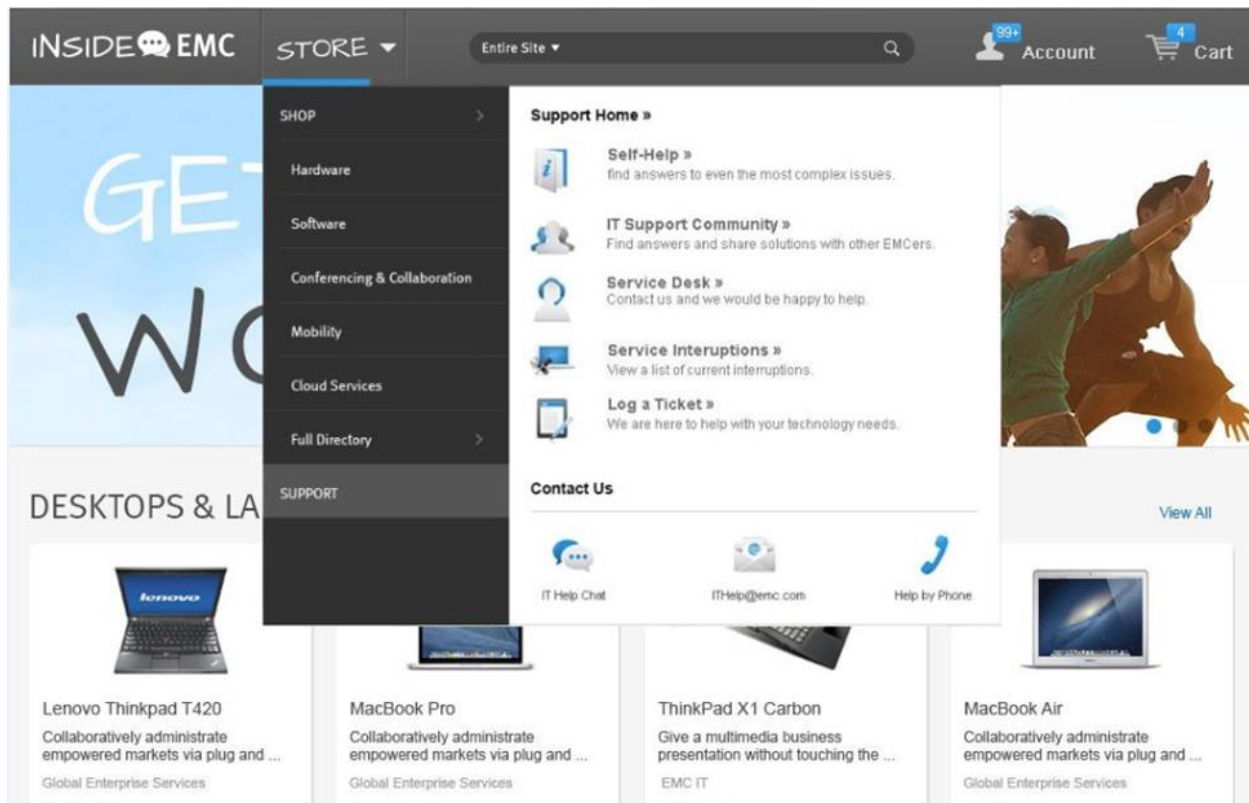 INSIDE EMC
STORE
Entire Site
99+
Account
4
Cart
GET
WO
SHOP
Hardware
Software
Conferencing & Collaboration
Mobility
Cloud Services
Full Directory
SUPPORT
Support Home »
Self-Help »
find answers to even the most complex issues.
IT Support Community »
Find answers and share solutions with other EMCers.
Service Desk »
Contact us and we would be happy to help.
Service Interuptions »
View a list of current interruptions.
Log a Ticket »
We are here to help with your technology needs.
Contact Us
IT Help Chat
ITHelp@emc.com
Help by Phone
DESKTOPS & LA
View All
lenovo
Lenovo Thinkpad T420
Collaboratively administrate
empowered markets via plug and ...
Global Enterprise Services
MacBook Pro
Collaboratively administrate
empowered markets via plug and ...
Global Enterprise Services
ThinkPad X1 Carbon
Give a multimedia business
presentation without touching the ...
EMC IT
MacBook Air
Collaboratively administrate
empowered markets via plug and ...
Global Enterprise Services